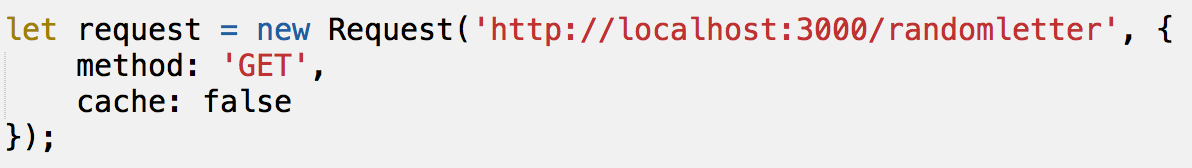 let request = new Request('http://localhost:3000/randomletter', {
    method: 'GET',
    cache: false
});